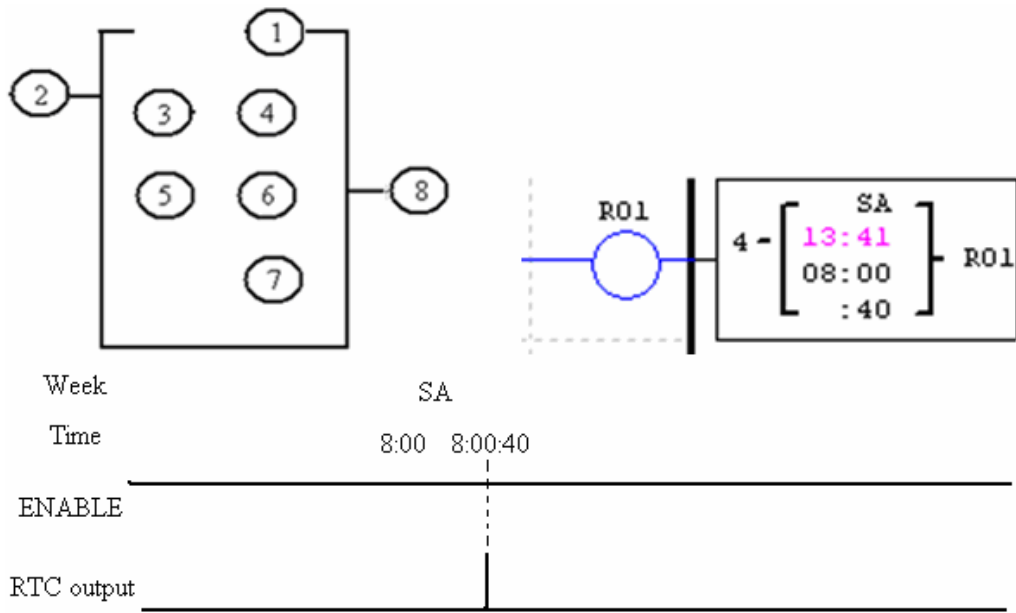 1
2
3 4
5 6
8
7
R01
SA
4 - 13:41
R01
08:00
:40
Week SA
Time 8:00 8:00:40
ENABLE
RTC output